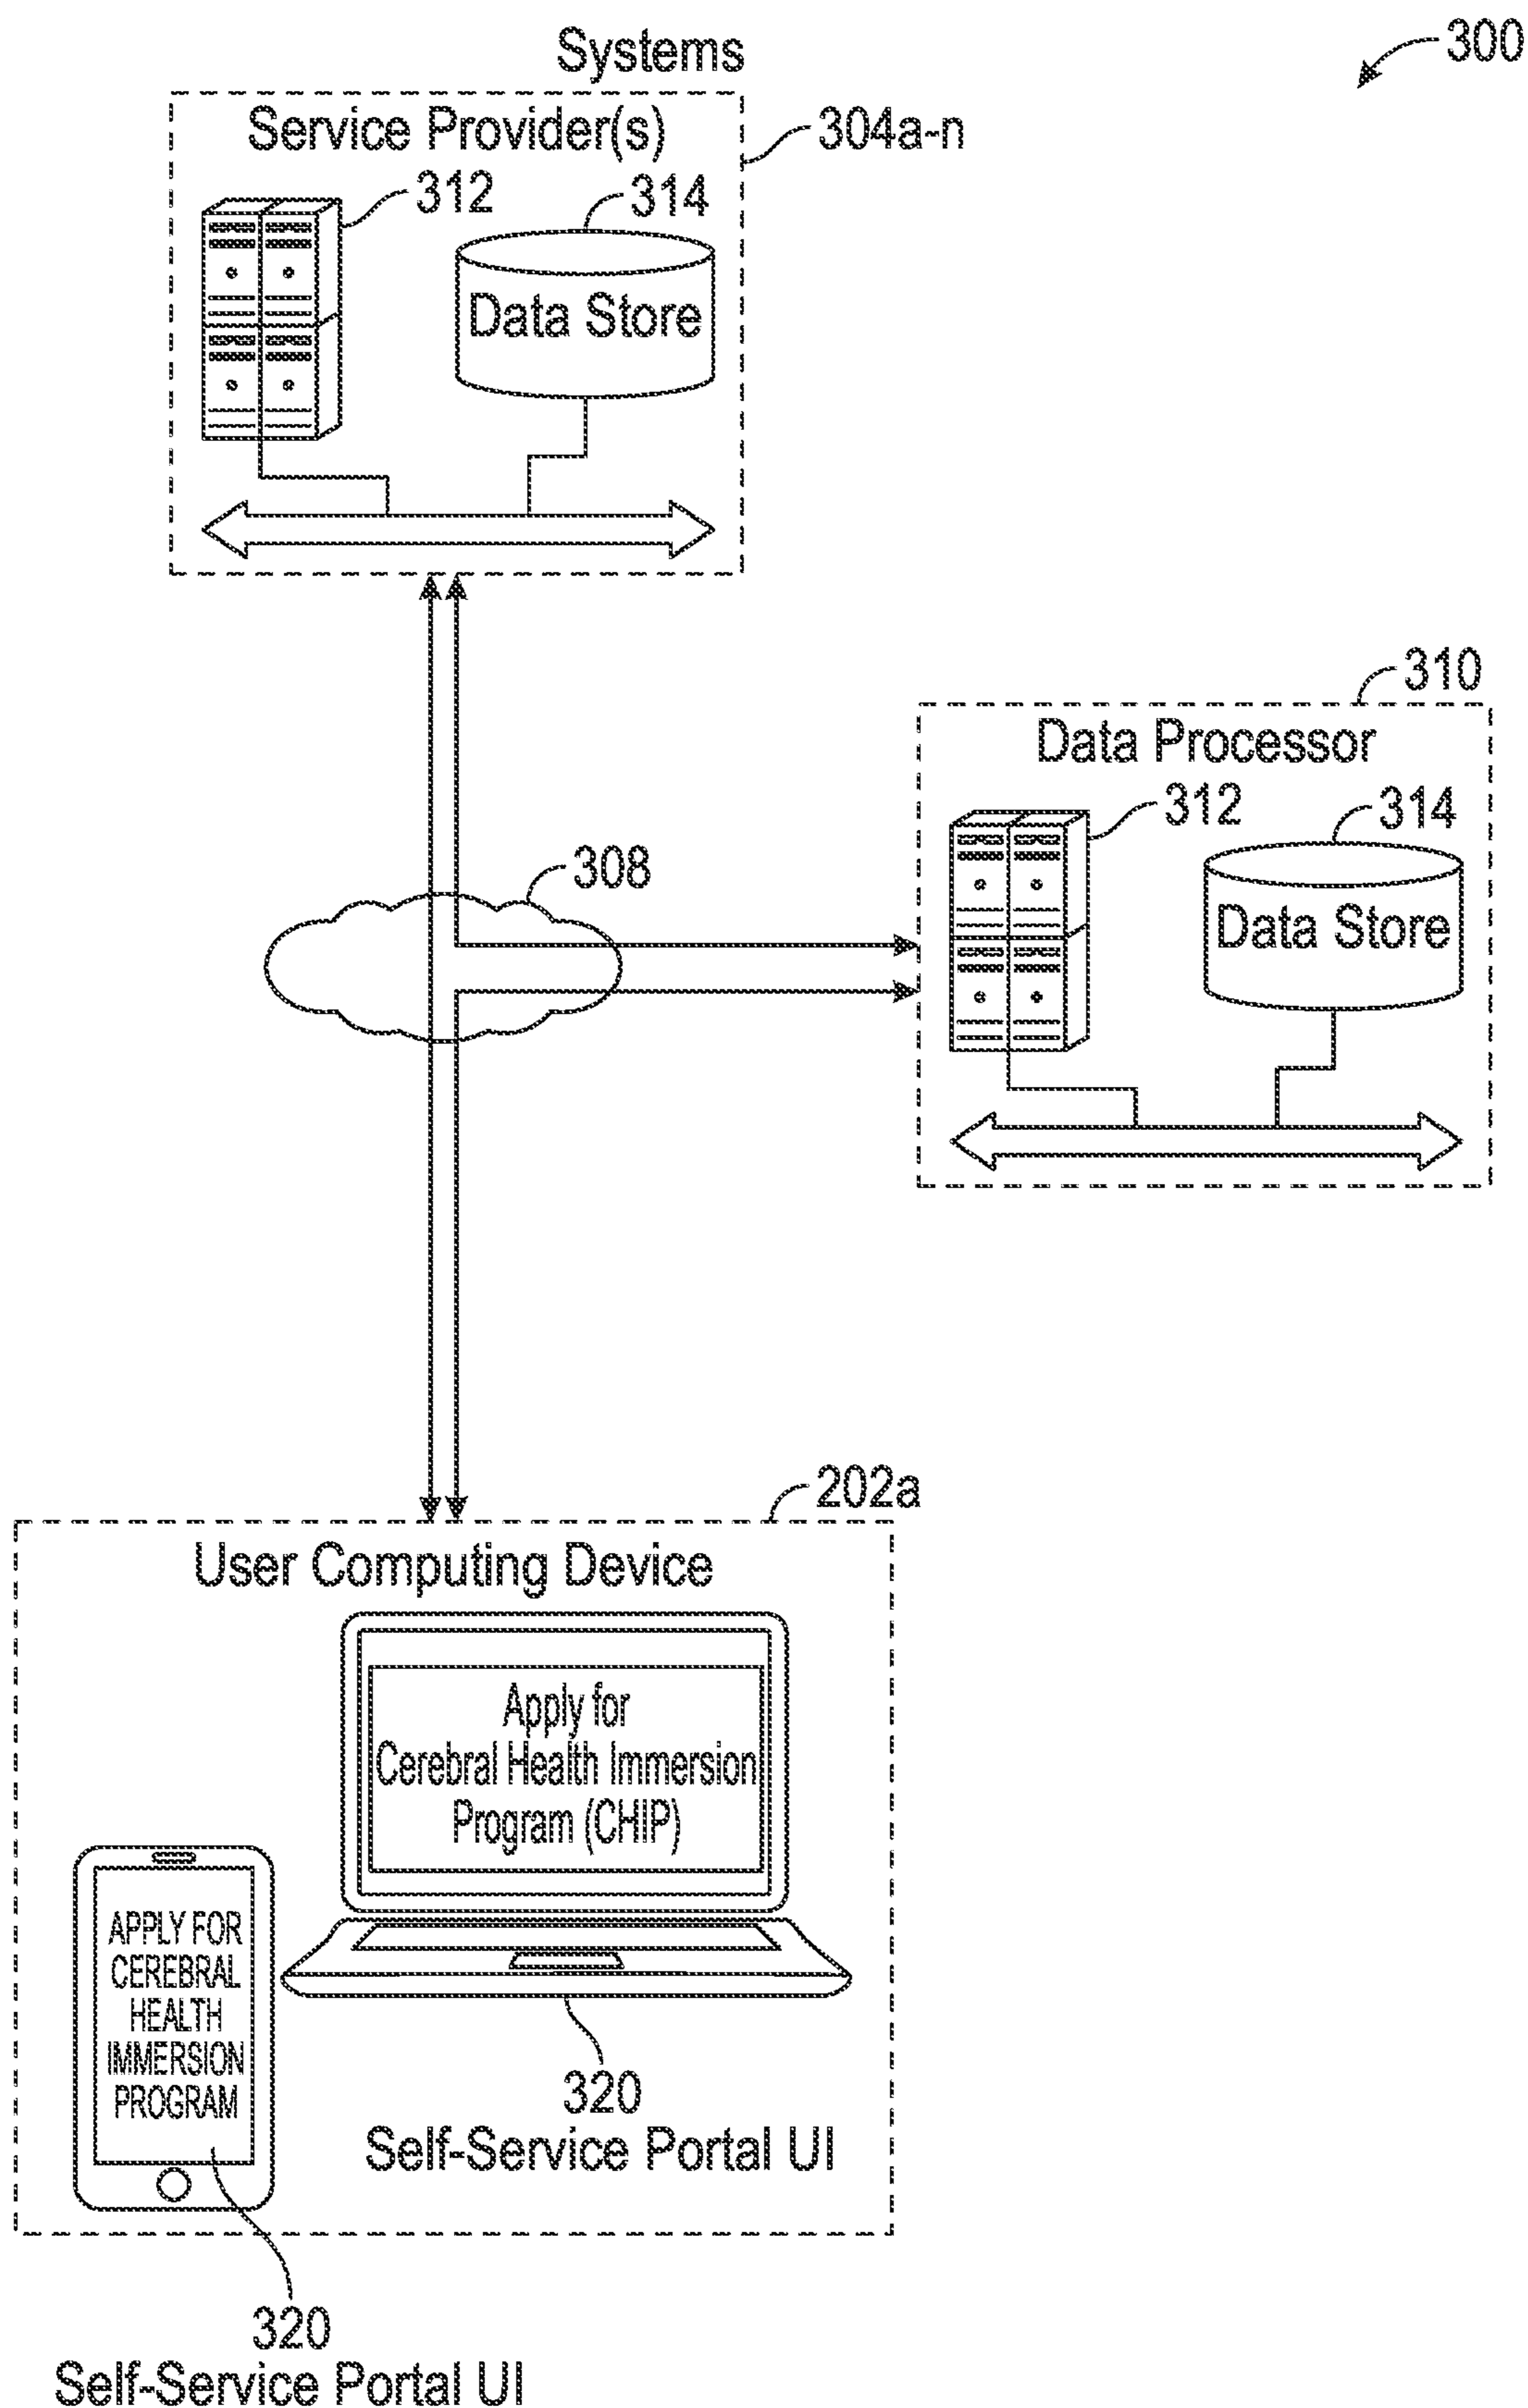 300
Systems
Service Provider(s)
304a-n
312
314
Data Store
310
Data Processor
312
314
Data Store
308
202a
User Computing Device
Apply for
Cerebral Health Immersion
Program (CHIP)
APPLY FOR
CEREBRAL
HEALTH
IMMERSION
PROGRAM
320
Self-Service Portal UI
320
Self-Service Portal UI